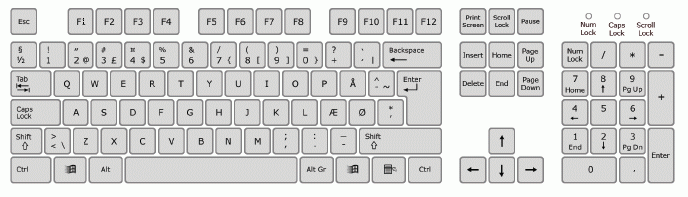 Esc F1 F2 F3 F4 F5 F6 F7 F8 F9 F10 F11 F12 Print Screen Scroll Lock Pause Num Lock Caps Lock Scroll Lock
§ ! " # ¤ % & / ( ) = ? ` Backspace Insert Home Page Up Num Lock / * -
½ 1 2 @ 3 £ 4 $ 5 6 7 { 8 [ 9 ] 0 } + ´ | ←
Tab Q W E R T Y U I O P Å ^ ¨ ~ Enter Delete End Page Down 7 Home 8 ↑ 9 Pg Up +
Caps Lock A S D F G H J K L Æ Ø * ' 4 ← 5 6 →
Shift ⇧ > < \ Z X C V B N M ; , : . _ - Shift ⇧ ↑ 1 End 2 ↓ 3 Pg Dn Enter
Ctrl Alt Alt Gr Ctrl ← ↓ → 0 .